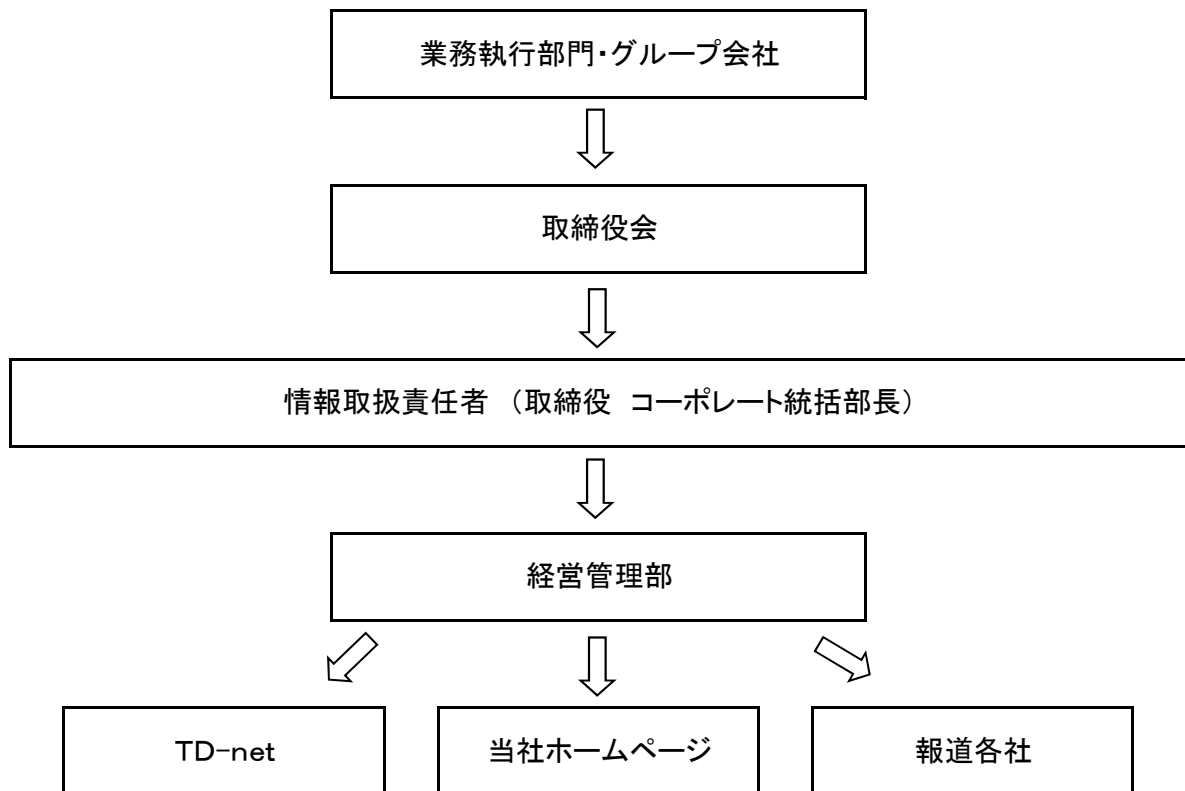 業務執行部門・グループ会社
取締役会
情報取扱責任者 （取締役 コーポレート統括部長）
経営管理部
TD-net
当社ホームページ
報道各社